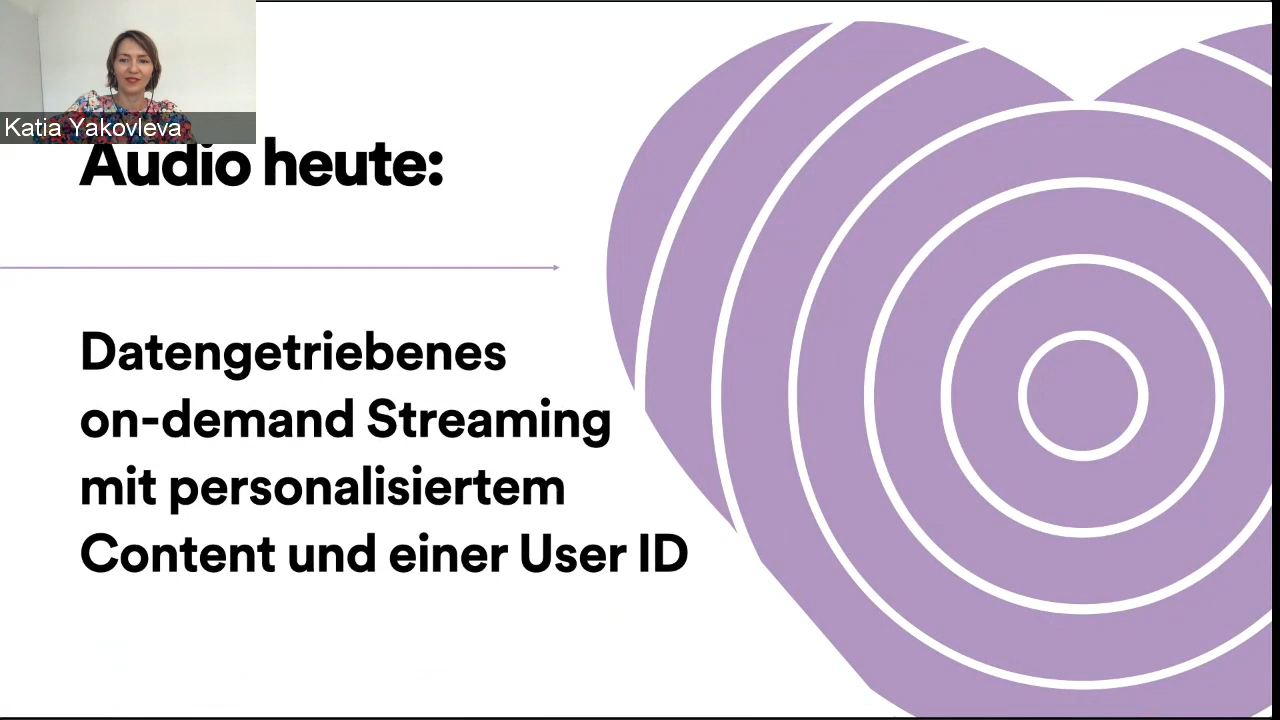 Katia Yakovleva
Audio heute:
Datengetriebenes
on-demand Streaming
mit personalisiertem
Content und einer User ID